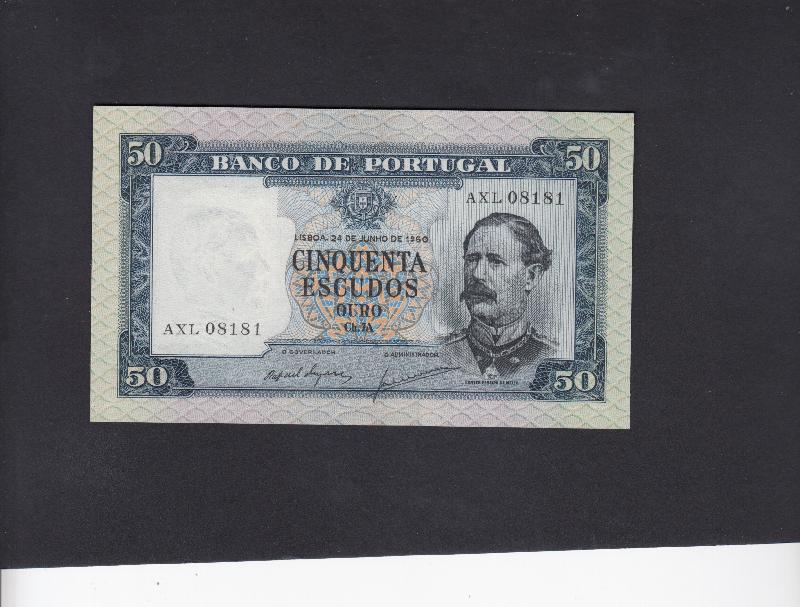 50 BANCO DE PORTUGAL 50
AXL 08181
LISBOA, 24 DE JUNHO DE 1960
CINQUENTA
ESCUDOS
OURO
Ch. 7A
AXL 08181
O GOVERNADOR O ADMINISTRADOR
50 50